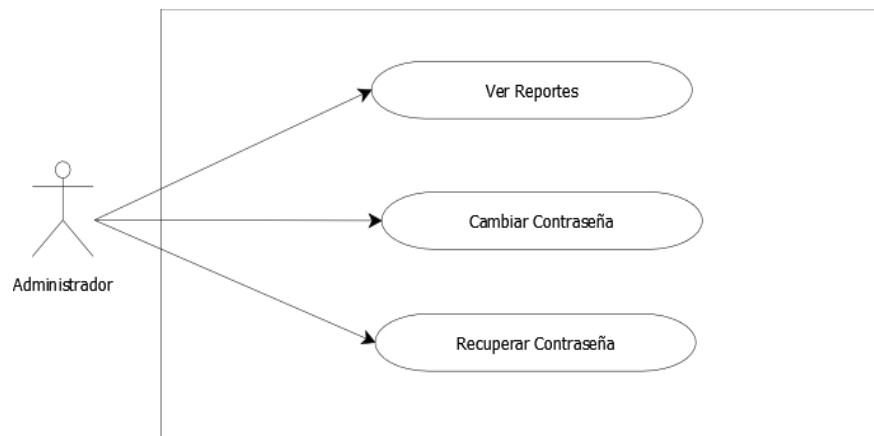 Ver Reportes
Cambiar Contraseña
Administrador
Recuperar Contraseña